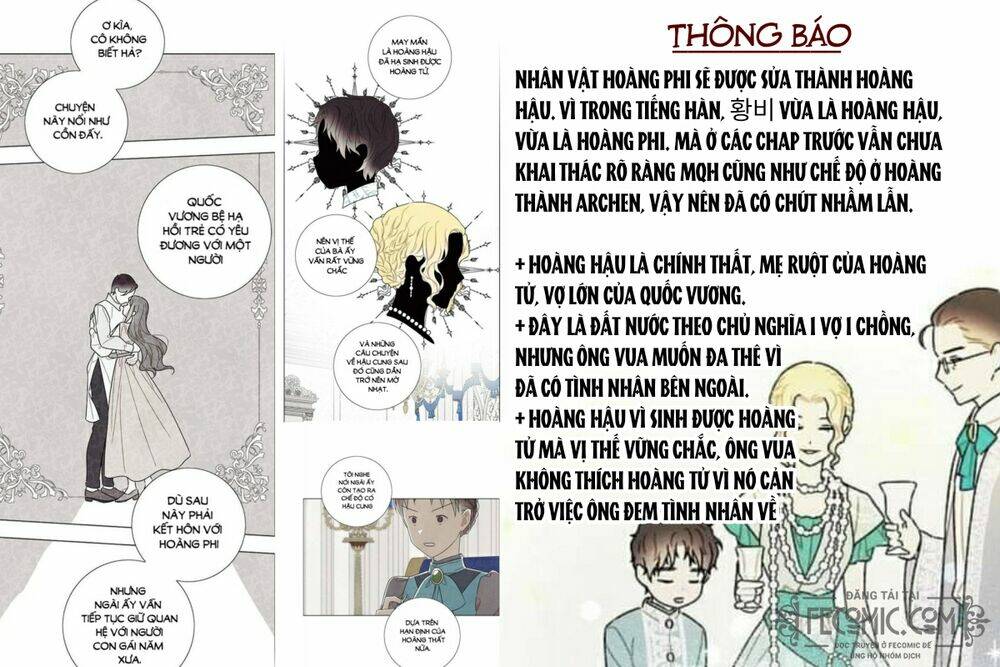 Ơ KÌA,
CÔ KHÔNG
BIẾT HẢ?
CHUYỆN
NÀY NỔI NHƯ
CỒN ĐẤY.
QUỐC
VƯƠNG BỆ HẠ
HỒI TRẺ CÓ YÊU
ĐƯƠNG VỚI MỘT
NGƯỜI
DÙ SAU
NÀY PHẢI
KẾT HÔN VỚI
HOÀNG PHI
NHƯNG
NGÀI ẤY VẪN
TIẾP TỤC GIỮ QUAN
HỆ VỚI NGƯỜI
CON GÁI NĂM
XƯA.
MAY MẮN
LÀ HOÀNG HẬU
ĐÃ HẠ SINH ĐƯỢC
HOÀNG TỬ.
NÊN VỊ THẾ
CỦA BÀ ẤY
VẪN RẤT VỮNG
CHẮC
VÀ NHỮNG
CÂU CHUYỆN
VỀ HẬU CUNG SAU
ĐÓ CŨNG DẦN
TRỞ NÊN MỜ
NHẠT.
TÔI NGHE
NÓI NGÀI ẤY
CÒN TẠO RA
CHẾ ĐỘ CÓ
HẬU CUNG
DỰA TRÊN
HẠN ĐỊNH CỦA
HOÀNG THẤT
NỮA.
THÔNG BÁO
NHÂN VẬT HOÀNG PHI SẼ ĐƯỢC SỬA THÀNH HOÀNG
HẬU. VÌ TRONG TIẾNG HÀN, 황비 VỪA LÀ HOÀNG HẬU,
VỪA LÀ HOÀNG PHI. MÀ Ở CÁC CHAP TRƯỚC VẪN CHƯA
KHAI THÁC RÕ RÀNG MQH CŨNG NHƯ CHẾ ĐỘ Ở HOÀNG
THÀNH ARCHEN, VẬY NÊN ĐÃ CÓ CHÚT NHẦM LẪN.
+ HOÀNG HẬU LÀ CHÍNH THẤT, MẸ RUỘT CỦA HOÀNG
TỬ, VỢ LỚN CỦA QUỐC VƯƠNG.
+ ĐÂY LÀ ĐẤT NƯỚC THEO CHỦ NGHĨA 1 VỢ 1 CHỒNG,
NHƯNG ÔNG VUA MUỐN ĐA THÊ VÌ
ĐÃ CÓ TÌNH NHÂN BÊN NGOÀI.
+ HOÀNG HẬU VÌ SINH ĐƯỢC HOÀNG
TỬ MÀ VỊ THẾ VỮNG CHẮC, ÔNG VUA
KHÔNG THÍCH HOÀNG TỬ VÌ NÓ CẢN
TRỞ VIỆC ÔNG ĐEM TÌNH NHÂN VỀ
ĐĂNG TẢI TẠI
FECOMIC.COM
ĐỌC TRUYỆN Ở FECOMIC ĐỂ
ỦNG HỘ NHÓM DỊCH